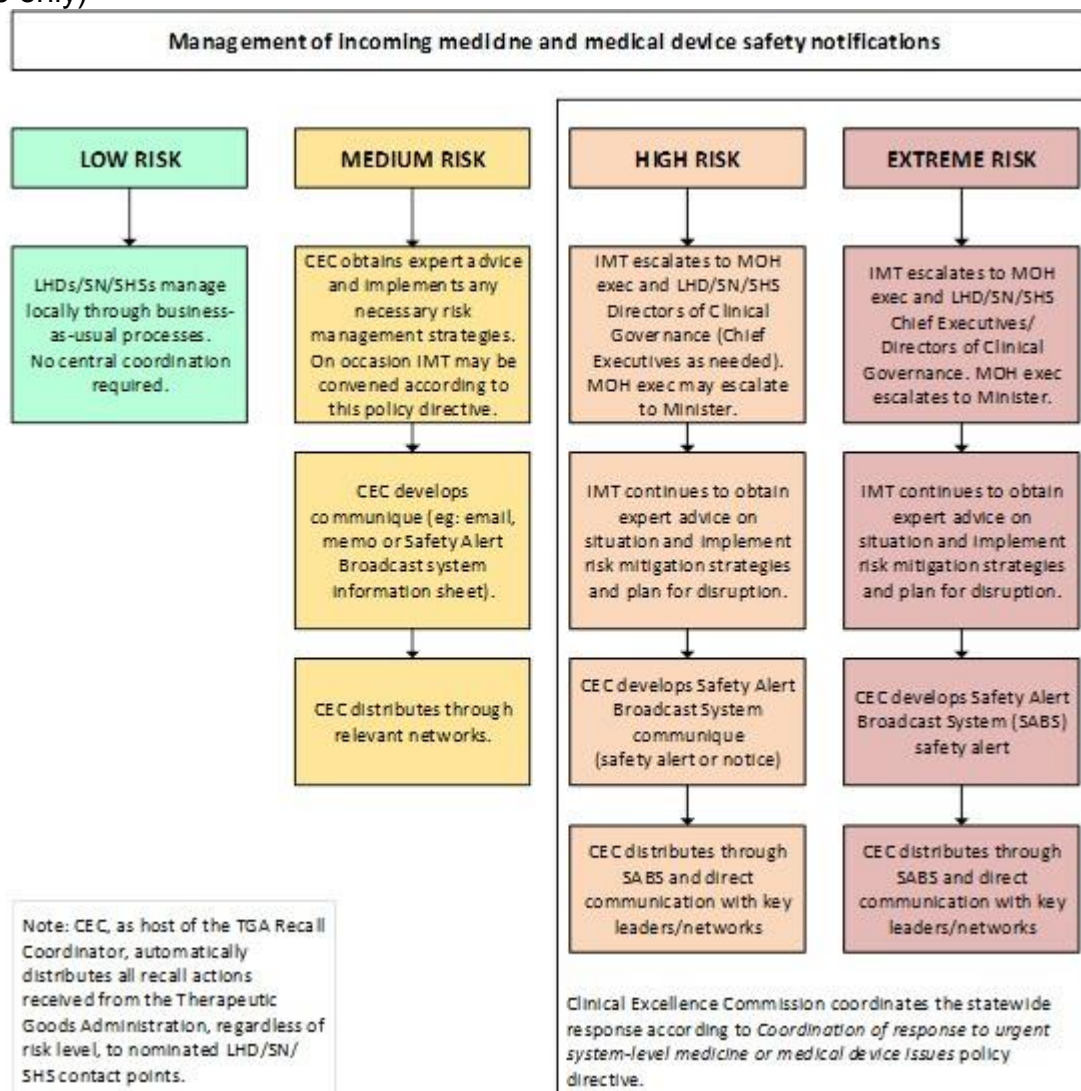 only)
Management of incoming medicine and medical device safety notifications
LOW RISK
LHDs/SN/SHSs manage
locally through business-
as-usual processes.
No central coordination
required.
MEDIUM RISK
CEC obtains expert advice
and implements any
necessary risk
management strategies.
On occasion IMT may be
convened according to
this policy directive.
CEC develops
communique (eg: email,
memo or Safety Alert
Broadcast system
information sheet).
CEC distributes through
relevant networks.
HIGH RISK
IMT escalates to MOH
exec and LHD/SN/SHS
Directors of Clinical
Governance (Chief
Executives as needed).
MOH exec may escalate
to Minister.
IMT continues to obtain
expert advice on
situation and implement
risk mitigation strategies
and plan for disruption.
CEC develops Safety Alert
Broadcast System
communique
(safety alert or notice)
CEC distributes through
SABS and direct
communication with key
leaders/networks
EXTREME RISK
IMT escalates to MOH
exec and LHD/SN/SHS
Chief Executives/
Directors of Clinical
Governance. MOH exec
escalates to Minister.
IMT continues to obtain
expert advice on
situation and implement
risk mitigation strategies
and plan for disruption.
CEC develops Safety Alert
Broadcast System (SABS)
safety alert
CEC distributes through
SABS and direct
communication with key
leaders/networks
Note: CEC, as host of the TGA Recall
Coordinator, automatically
distributes all recall actions
received from the Therapeutic
Goods Administration, regardless of
risk level, to nominated LHD/SN/
SHS contact points.
Clinical Excellence Commission coordinates the statewide
response according to Coordination of response to urgent
system-level medicine or medical device issues policy
directive.